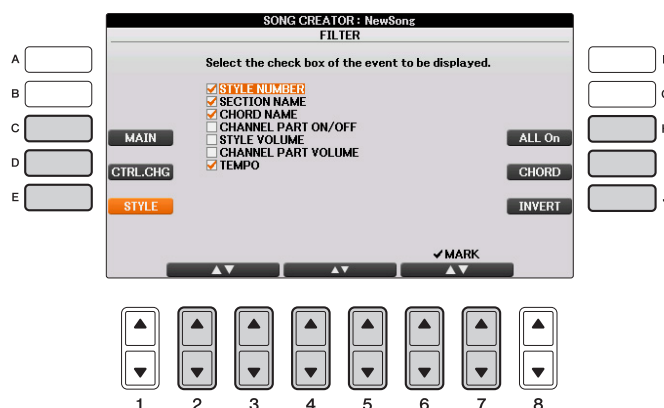 SONG CREATOR : NewSong
FILTER
Select the check box of the event to be displayed.
STYLE NUMBER
SECTION NAME
CHORD NAME
CHANNEL PART ON/OFF
STYLE VOLUME
CHANNEL PART VOLUME
TEMPO
A
B
C
D
E
MAIN
CTRL.CHG
STYLE
ALL On
CHORD
INVERT
MARK
1 2 3 4 5 6 7 8